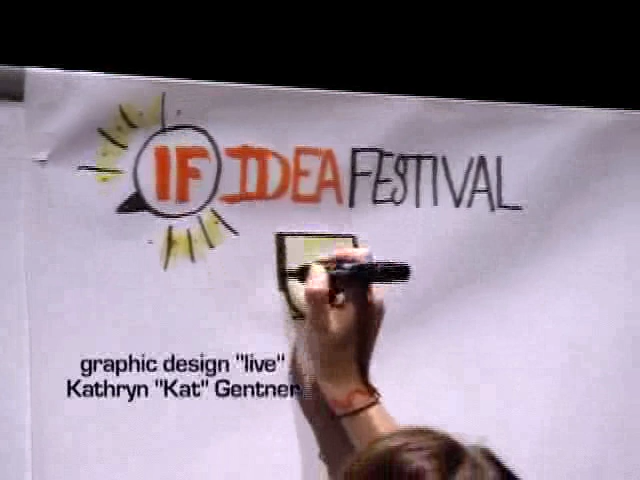 IF IDEA FESTIVAL
graphic design "live"
Kathryn "Kat" Gentner